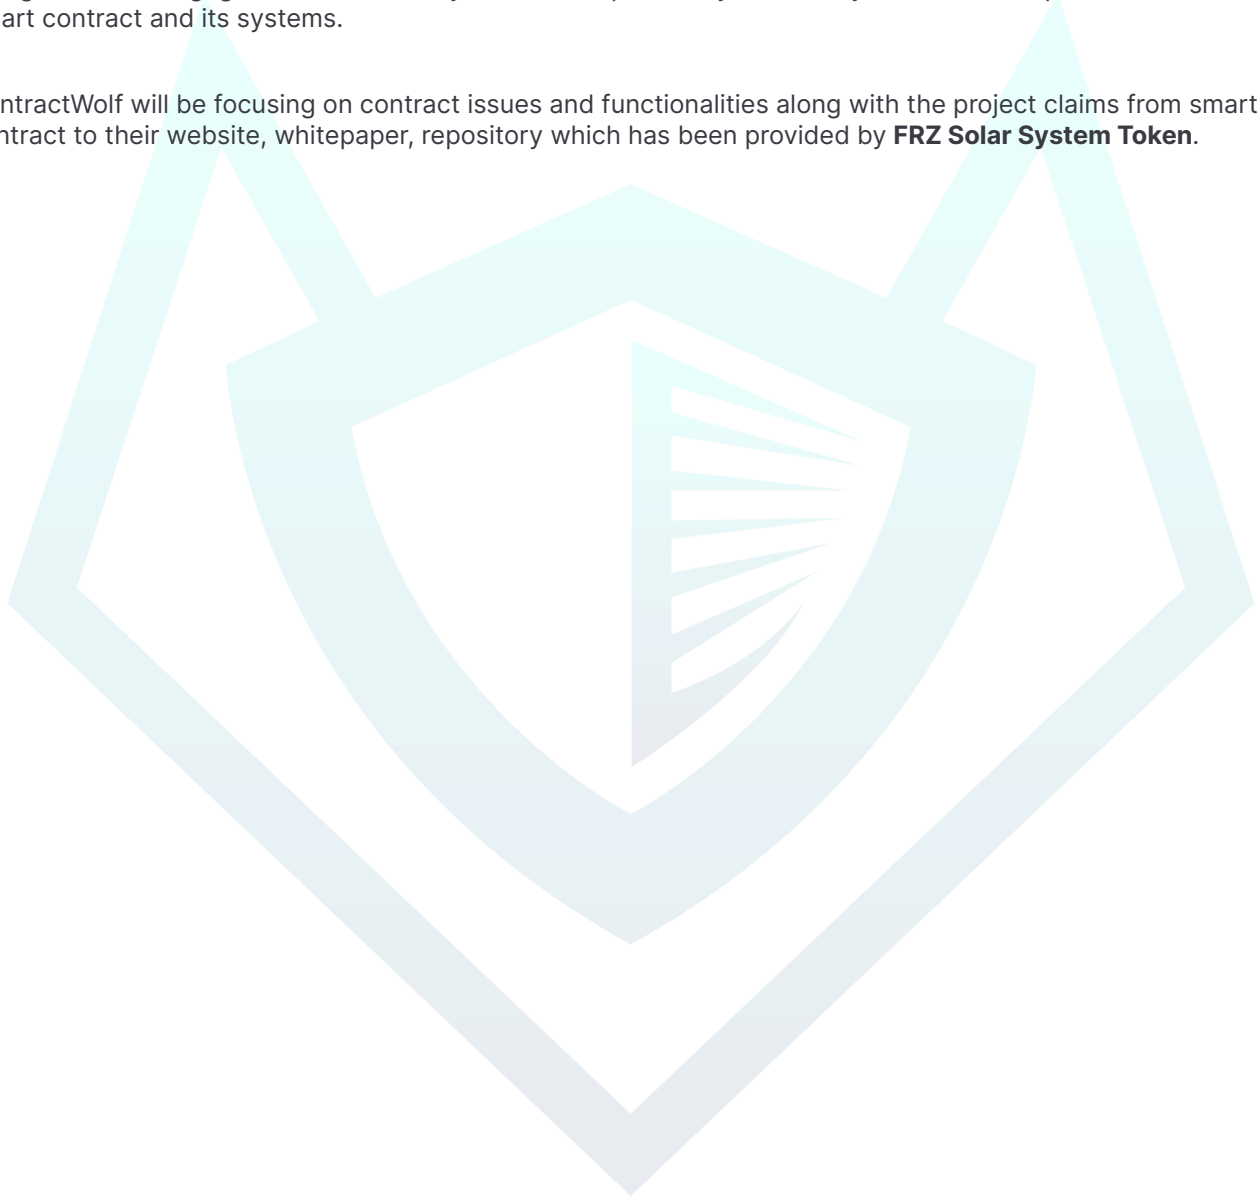 art contract and its systems.
ntractWolf will be focusing on contract issues and functionalities along with the project claims from smart
ntract to their website, whitepaper, repository which has been provided by FRZ Solar System Token.